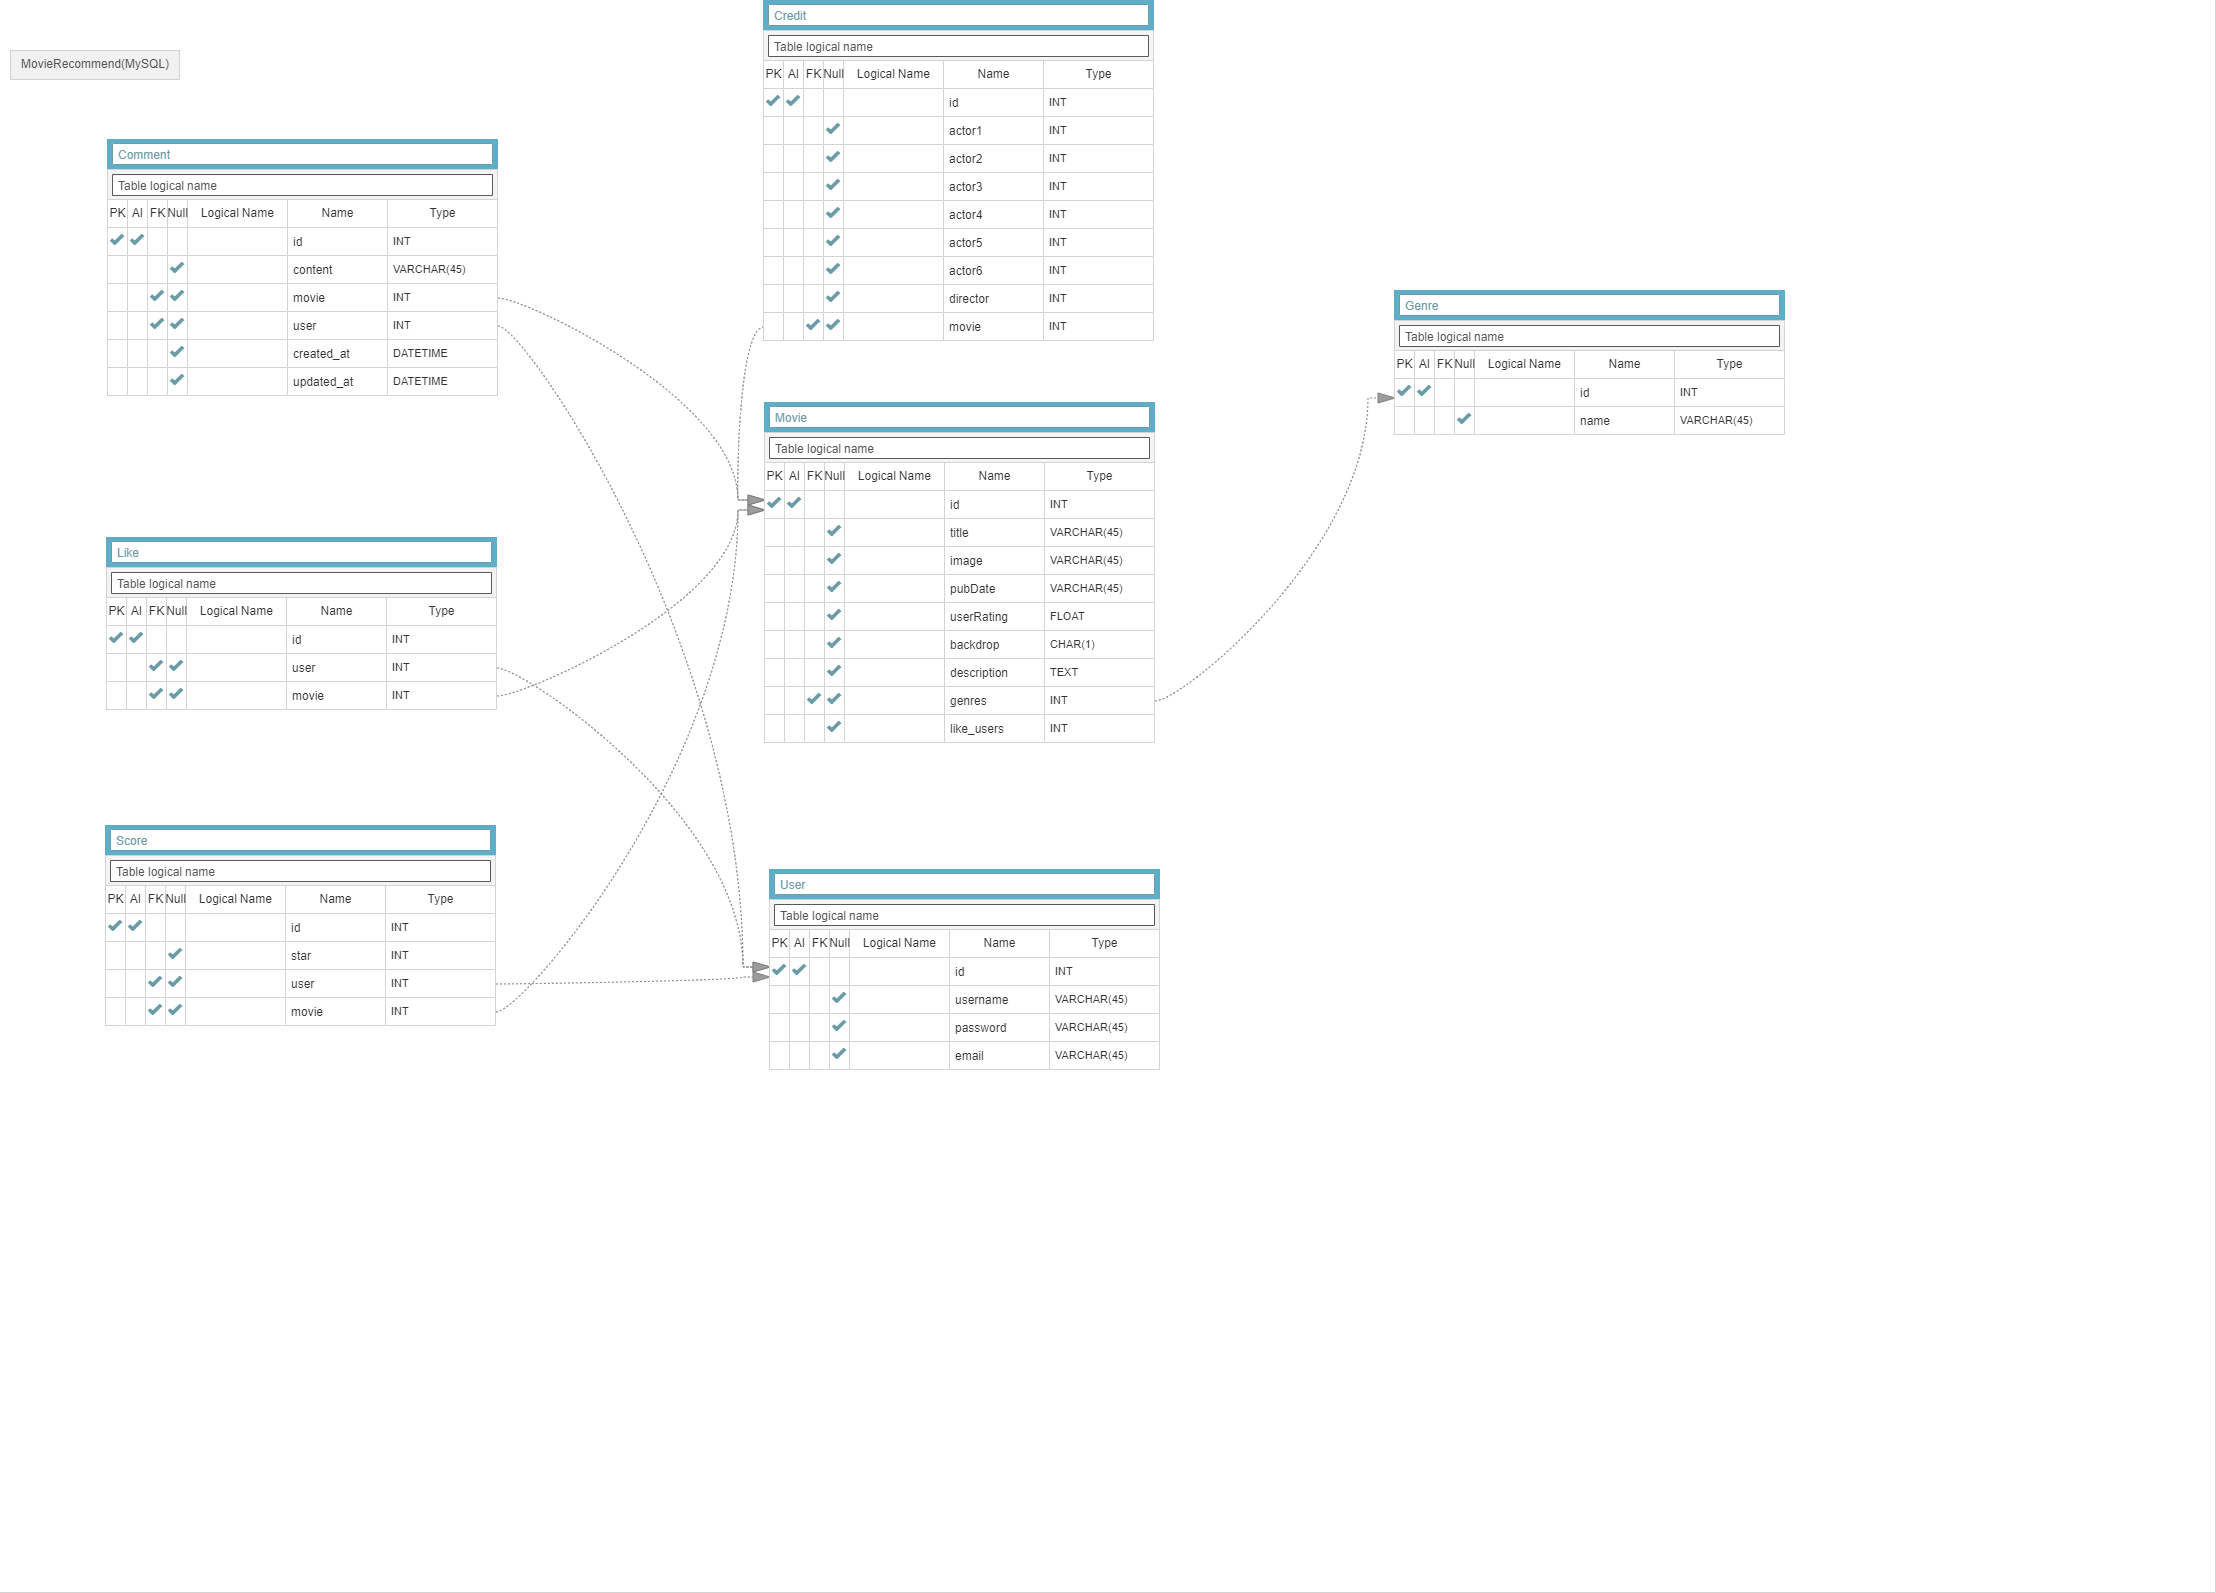 MovieRecommend(MySQL)
Credit
Table logical name
PK AI FK Null Logical Name Name Type
id INT
actor1 INT
actor2 INT
actor3 INT
actor4 INT
actor5 INT
actor6 INT
director INT
movie INT
Comment
Table logical name
PK AI FK Null Logical Name Name Type
id INT
content VARCHAR(45)
movie INT
user INT
created_at DATETIME
updated_at DATETIME
Genre
Table logical name
PK AI FK Null Logical Name Name Type
id INT
name VARCHAR(45)
Movie
Table logical name
PK AI FK Null Logical Name Name Type
id INT
title VARCHAR(45)
image VARCHAR(45)
pubDate VARCHAR(45)
userRating FLOAT
backdrop CHAR(1)
description TEXT
genres INT
like_users INT
Like
Table logical name
PK AI FK Null Logical Name Name Type
id INT
user INT
movie INT
Score
Table logical name
PK AI FK Null Logical Name Name Type
id INT
star INT
user INT
movie INT
User
Table logical name
PK AI FK Null Logical Name Name Type
id INT
username VARCHAR(45)
password VARCHAR(45)
email VARCHAR(45)